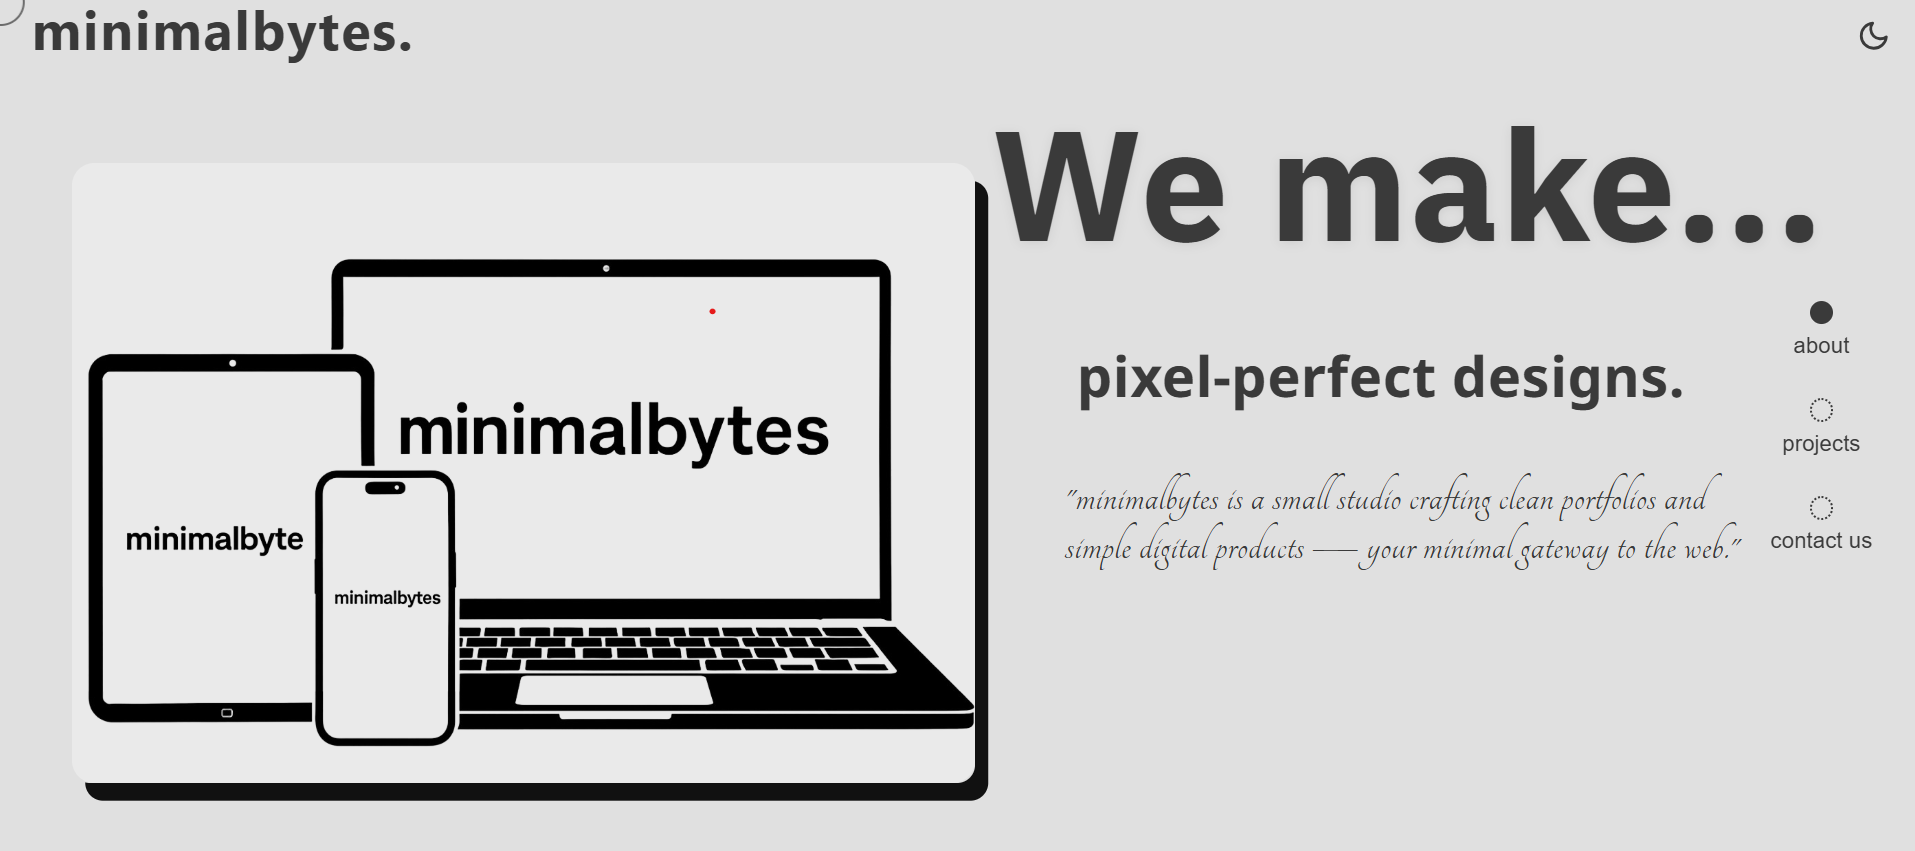 minimalbytes.
We make...
pixel-perfect designs.
"minimalbytes is a small studio crafting clean portfolios and
simple digital products —— your minimal gateway to the web."
about
projects
contact us
minimalbytes
minimalbyte
minimalbytes